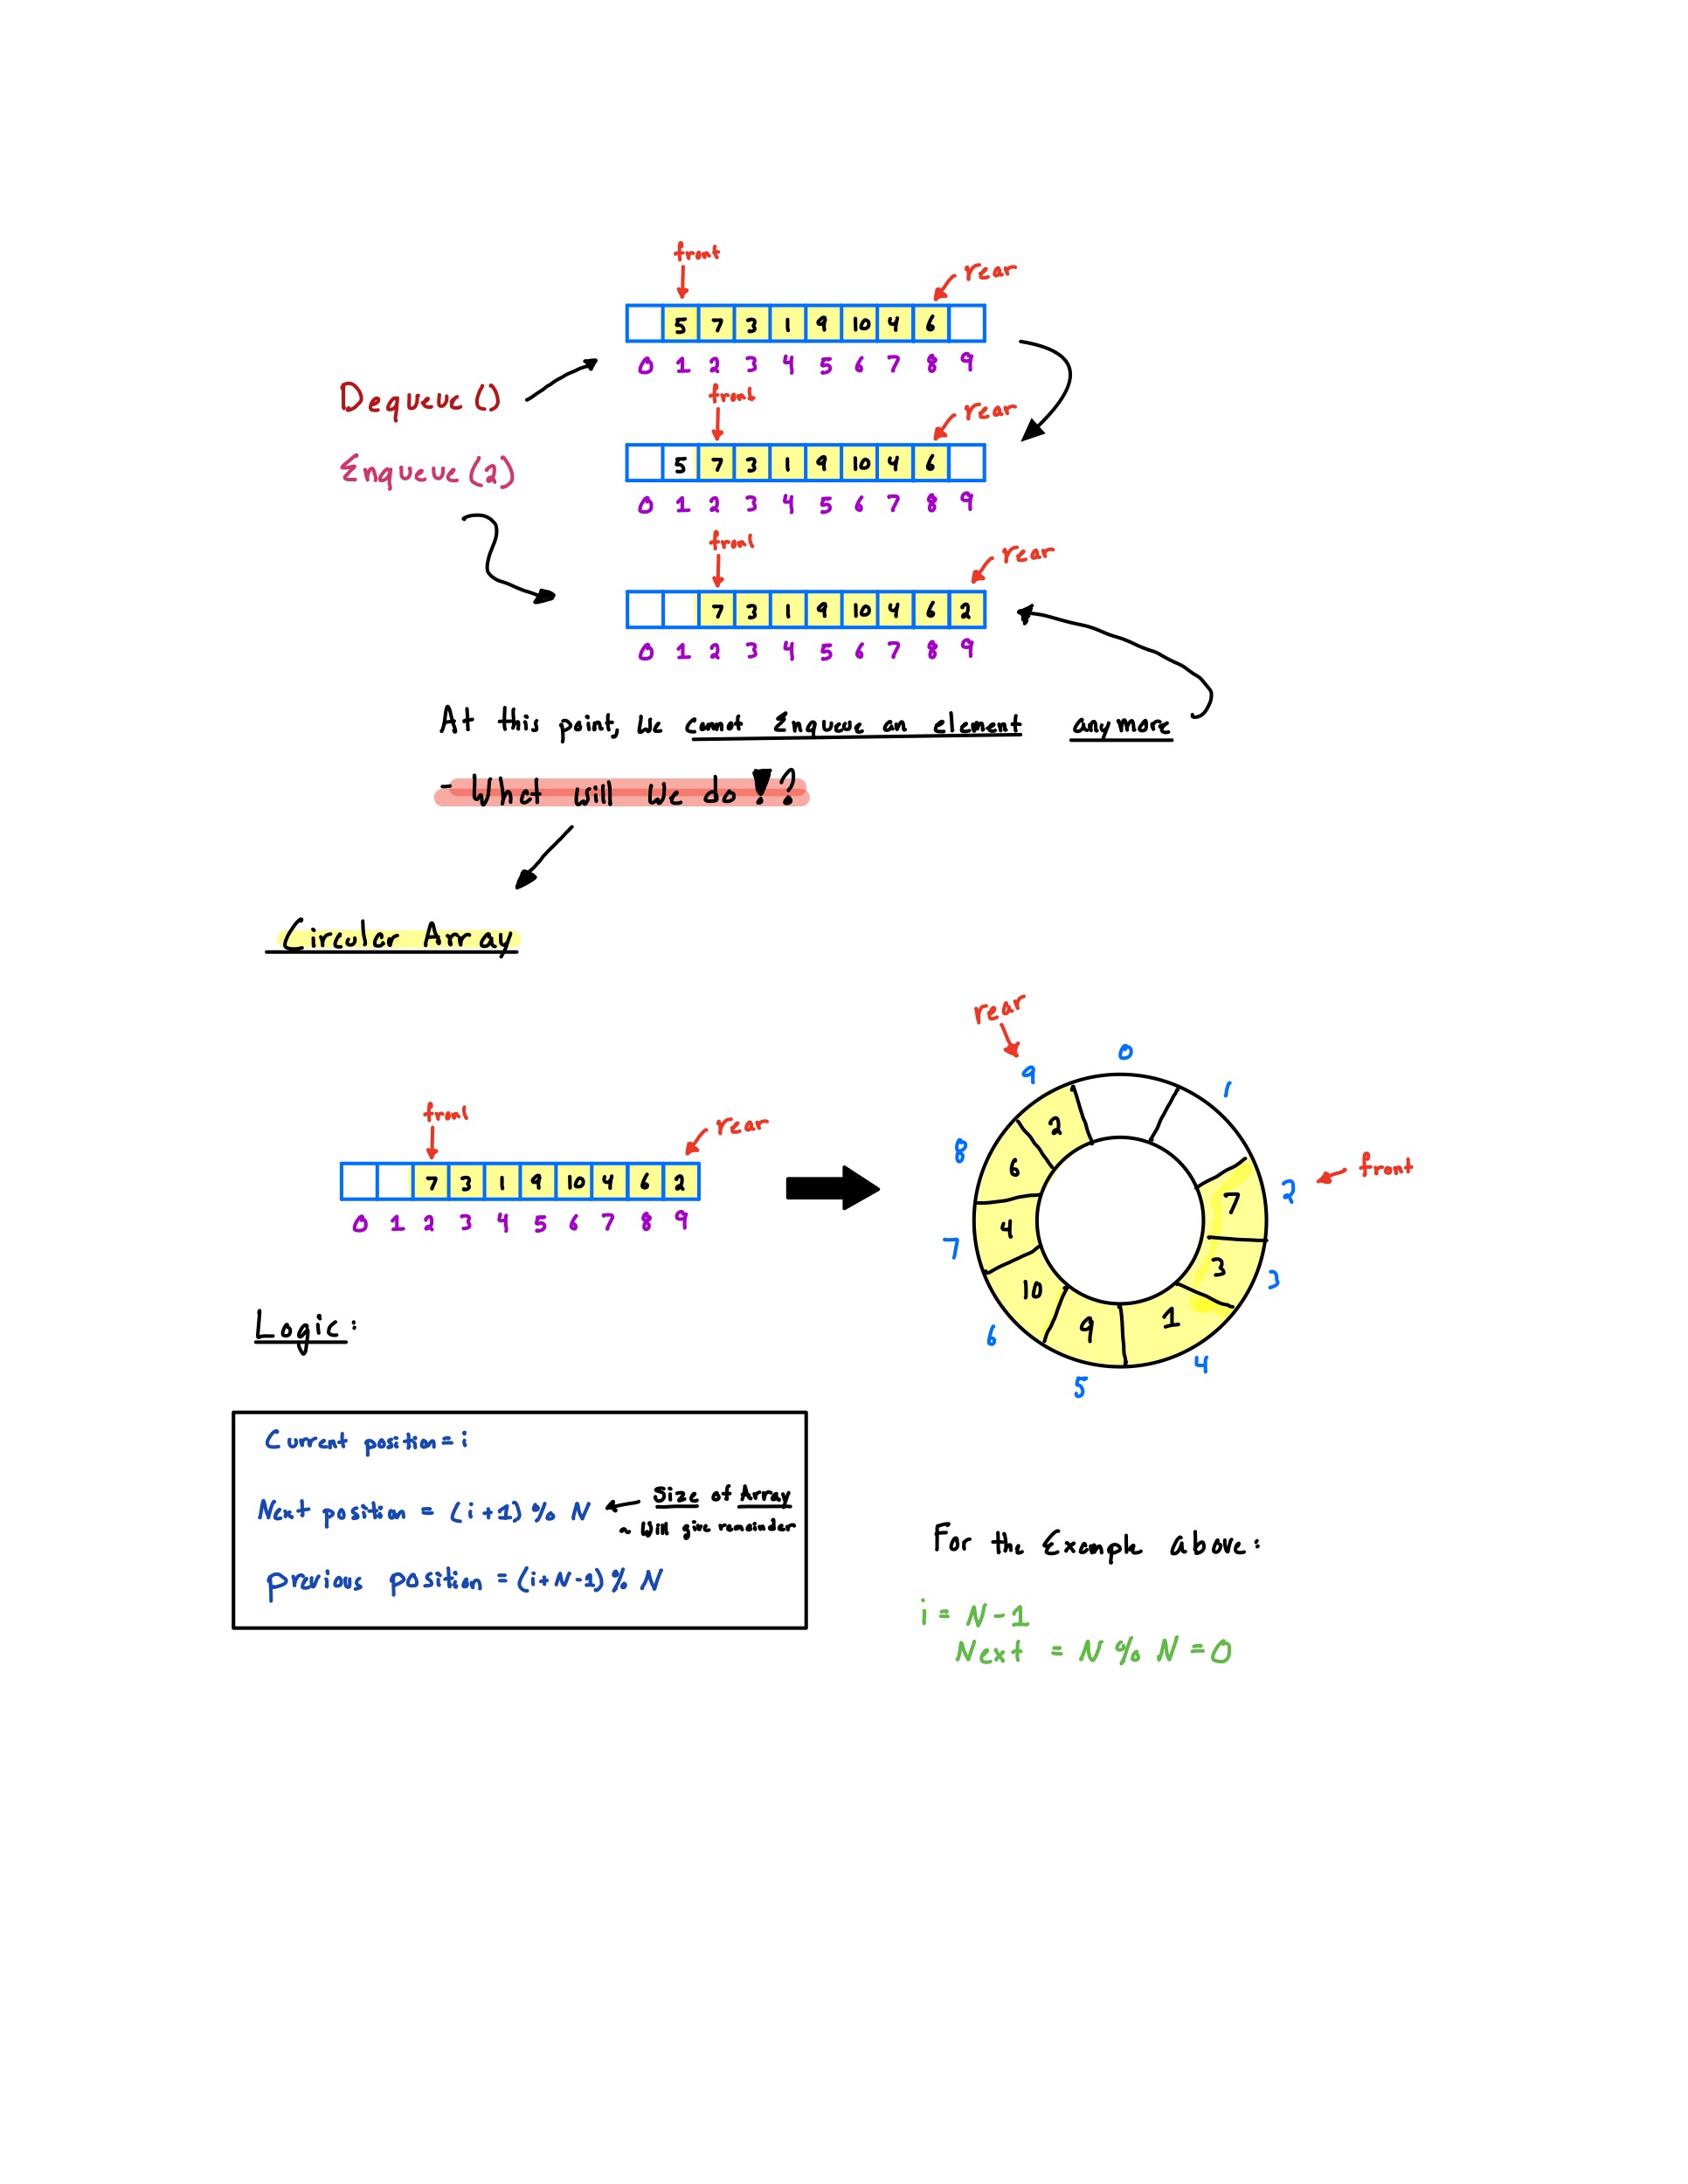 front
rear
5 7 3 1 9 10 4 6
0 1 2 3 4 5 6 7 8 9
Dequeue ()
front
rear
Enqueue (2)
5 7 3 1 9 10 4 6
0 1 2 3 4 5 6 7 8 9
front
rear
7 3 1 9 10 4 6 2
0 1 2 3 4 5 6 7 8 9
At this point, we cannot Enqueue an element anymore
- What will we do !?
Circular Array
front
rear
7 3 1 9 10 4 6 2
0 1 2 3 4 5 6 7 8 9
rear
front
0 1 2 3 4 5 6 7 8 9
7 3 1 9 10 4 6 2
Logic:
Current position = i
Next position = (i+1) % N
Size of Array
~ Will give remainder
previous position = (i+N-1) % N
For the Example above:
i = N-1
Next = N % N = 0